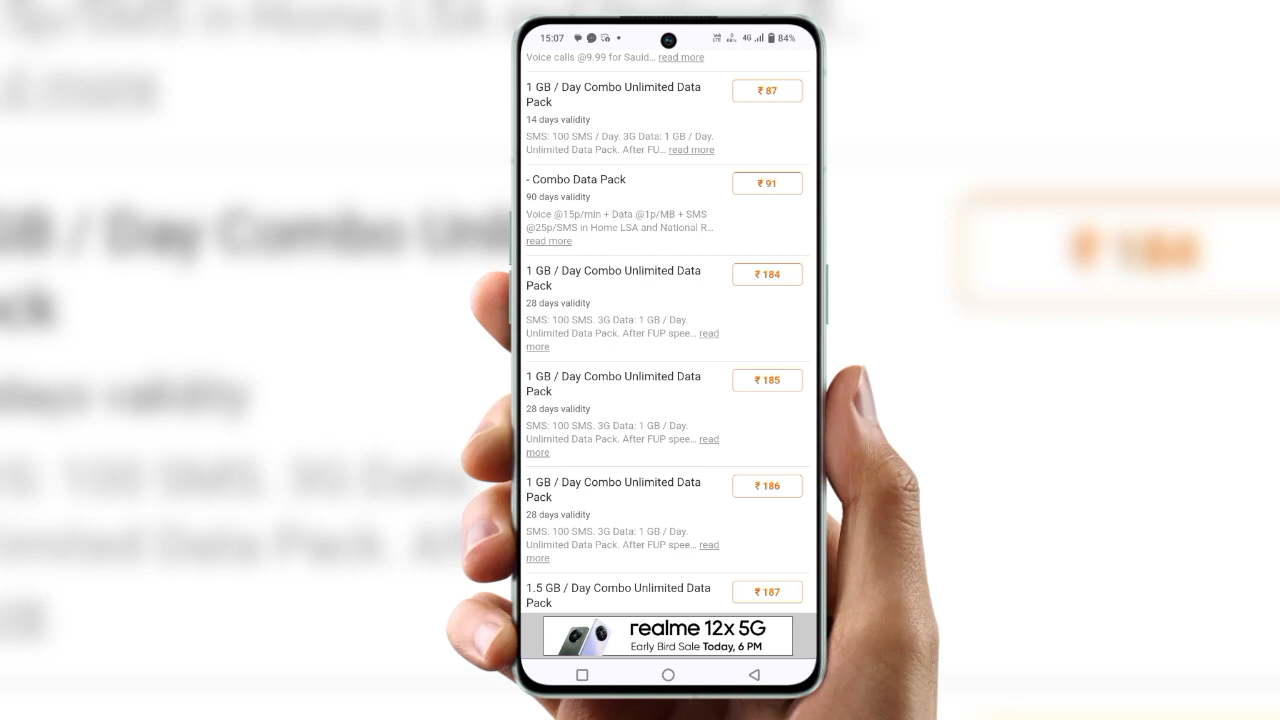 15:07
4G 84%
Voice calls @9.99 for Sauid... read more
1 GB / Day Combo Unlimited Data
Pack
₹ 87
14 days validity
SMS: 100 SMS / Day. 3G Data: 1 GB / Day.
Unlimited Data Pack. After FU... read more
- Combo Data Pack
₹ 91
90 days validity
Voice @15p/min + Data @1p/MB + SMS
@25p/SMS in Home LSA and National R...
read more
1 GB / Day Combo Unlimited Data
Pack
₹ 184
28 days validity
SMS: 100 SMS. 3G Data: 1 GB / Day.
Unlimited Data Pack. After FUP spee... read
more
1 GB / Day Combo Unlimited Data
Pack
₹ 185
28 days validity
SMS: 100 SMS. 3G Data: 1 GB / Day.
Unlimited Data Pack. After FUP spee... read
more
1 GB / Day Combo Unlimited Data
Pack
₹ 186
28 days validity
SMS: 100 SMS. 3G Data: 1 GB / Day.
Unlimited Data Pack. After FUP spee... read
more
1.5 GB / Day Combo Unlimited Data
Pack
₹ 187
realme 12x 5G
Early Bird Sale Today, 6 PM
GB / Day Combo
₹ 184
days validity